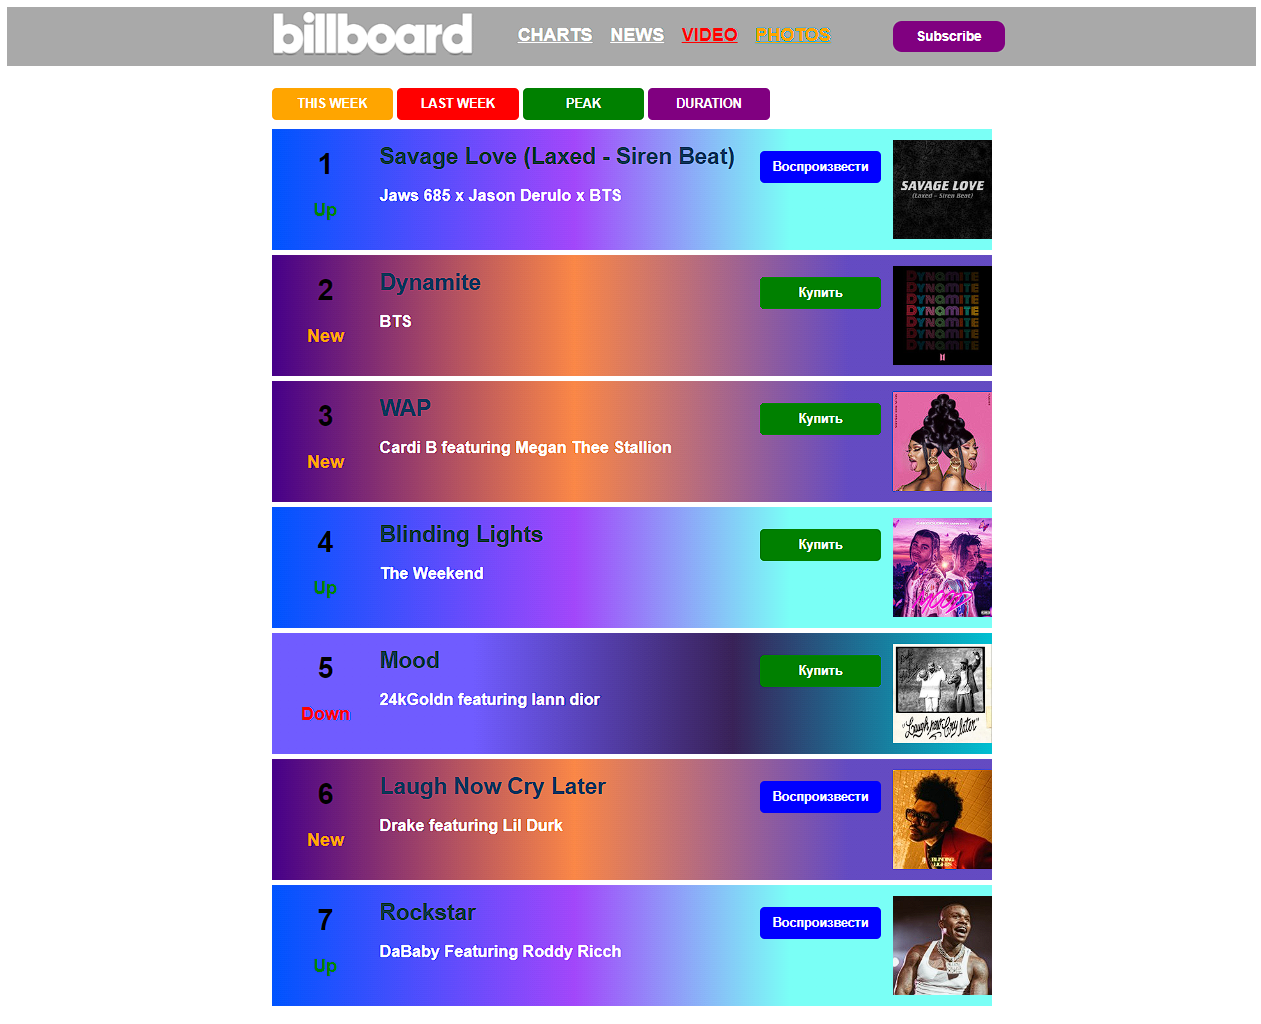 billboard CHARTS NEWS VIDEO PHOTOS Subscribe
THIS WEEK LAST WEEK PEAK DURATION
1 Savage Love (Laxed - Siren Beat) Воспроизвести
Up Jaws 685 x Jason Derulo x BTS
SAVAGE LOVE
(Laxed - Siren Beat)
2 Dynamite Купить
New BTS
DYNAMITE
DYNAMITE
DYNAMITE
DYNAMITE
DYNAMITE
DYNAMITE
DYNAMITE
3 WAP Купить
New Cardi B featuring Megan Thee Stallion
4 Blinding Lights Купить
Up The Weekend
MOOD
5 Mood Купить
Down 24kGoldn featuring Iann dior
"Laugh now Cry later"
6 Laugh Now Cry Later Воспроизвести
New Drake featuring Lil Durk
BLINDING
LIGHTS
7 Rockstar Воспроизвести
Up DaBaby Featuring Roddy Ricch